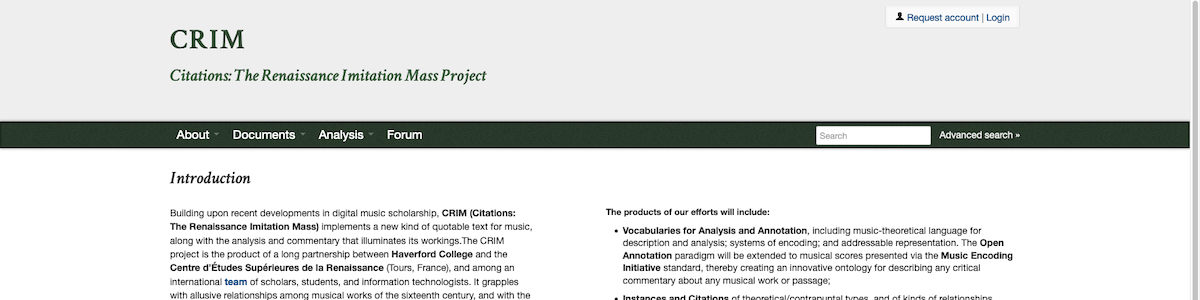 Request account | Login
CRIM
Citations: The Renaissance Imitation Mass Project
About Documents Analysis Forum
Search Advanced search »
Introduction
Building upon recent developments in digital music scholarship, CRIM (Citations:
The Renaissance Imitation Mass) implements a new kind of quotable text for music,
along with the analysis and commentary that illuminates its workings.The CRIM
project is the product of a long partnership between Haverford College and the
Centre d'Études Supérieures de la Renaissance (Tours, France), and among an
international team of scholars, students, and information technologists. It grapples
with allusive relationships among musical works of the sixteenth century, and with the
The products of our efforts will include:
• Vocabularies for Analysis and Annotation, including music-theoretical language for
description and analysis; systems of encoding; and addressable representation. The Open
Annotation paradigm will be extended to musical scores presented via the Music Encoding
Initiative standard, thereby creating an innovative ontology for describing any critical
commentary about any musical work or passage;
• Instances and Citations of theoretical/contrapuntal types, and of kinds of relationships